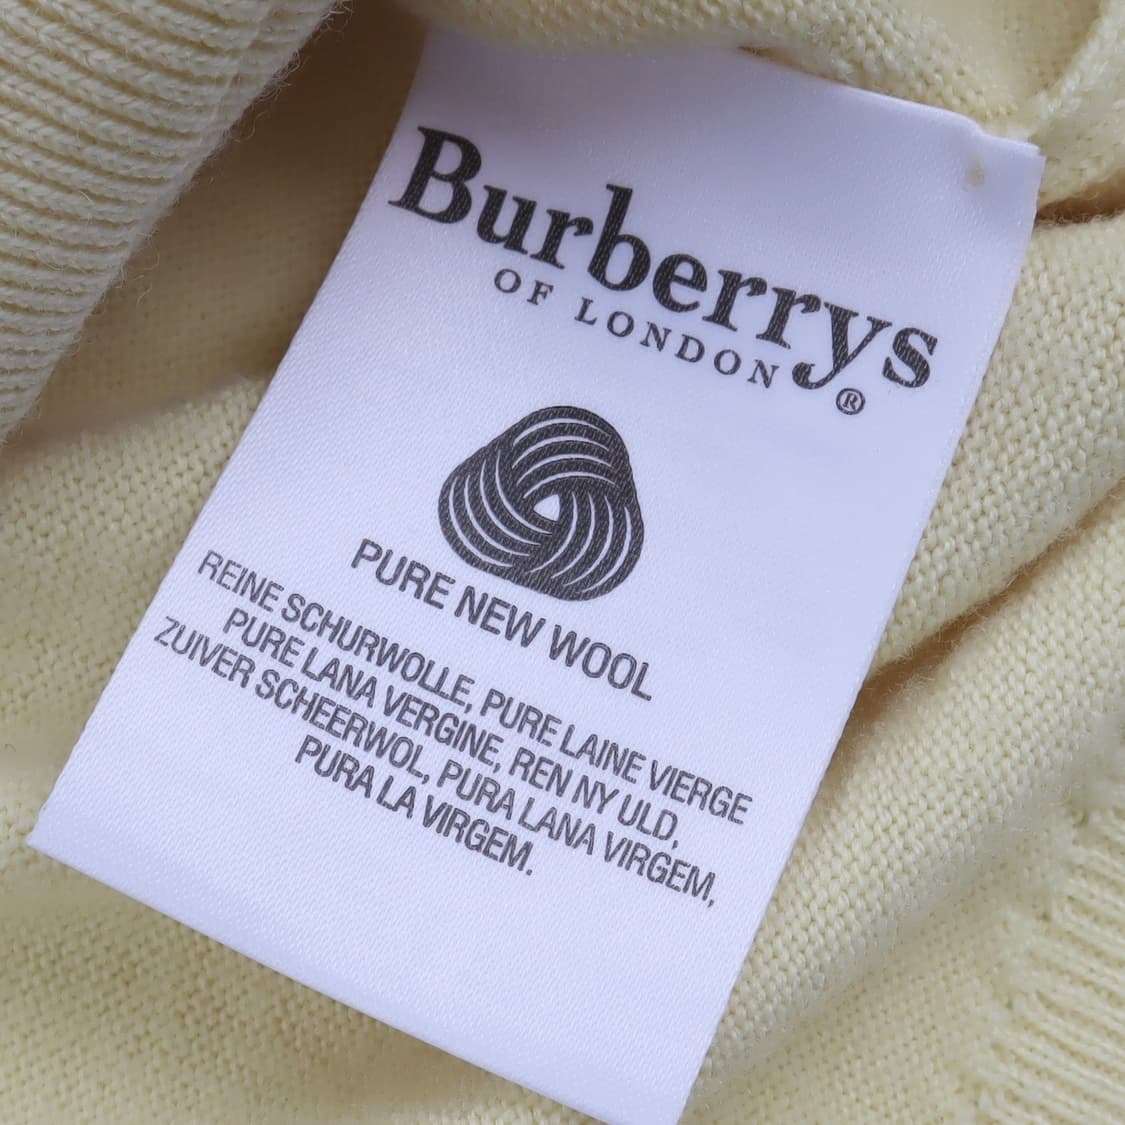 Burberrys
OF LONDON
®
PURE NEW WOOL
REINE SCHURWOLLE, PURE LAINE VIERGE
PURE LANA VERGINE, REN NY ULD,
ZUIVER SCHEERWOL, PURA LANA VIRGEM,
PURA LA VIRGEM.